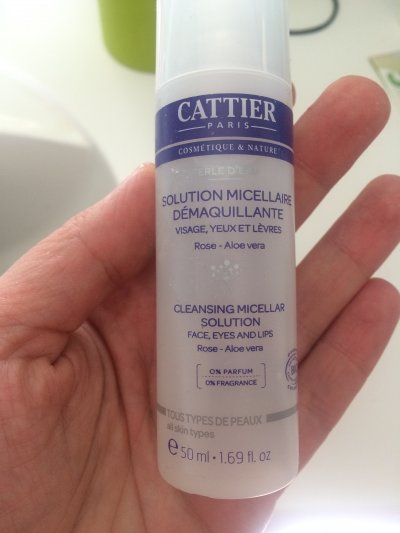 CATTIER
PARIS
COSMÉTIQUE & NATURE
PERLE D'EAU
SOLUTION MICELLAIRE
DÉMAQUILLANTE
VISAGE, YEUX ET LÈVRES
Rose - Aloe vera
CLEANSING MICELLAR
SOLUTION
FACE, EYES AND LIPS
Rose - Aloe vera
0% PARFUM
0% FRAGRANCE
TOUS TYPES DE PEAUX
all skin types
e 50 ml - 1.69 fl. oz